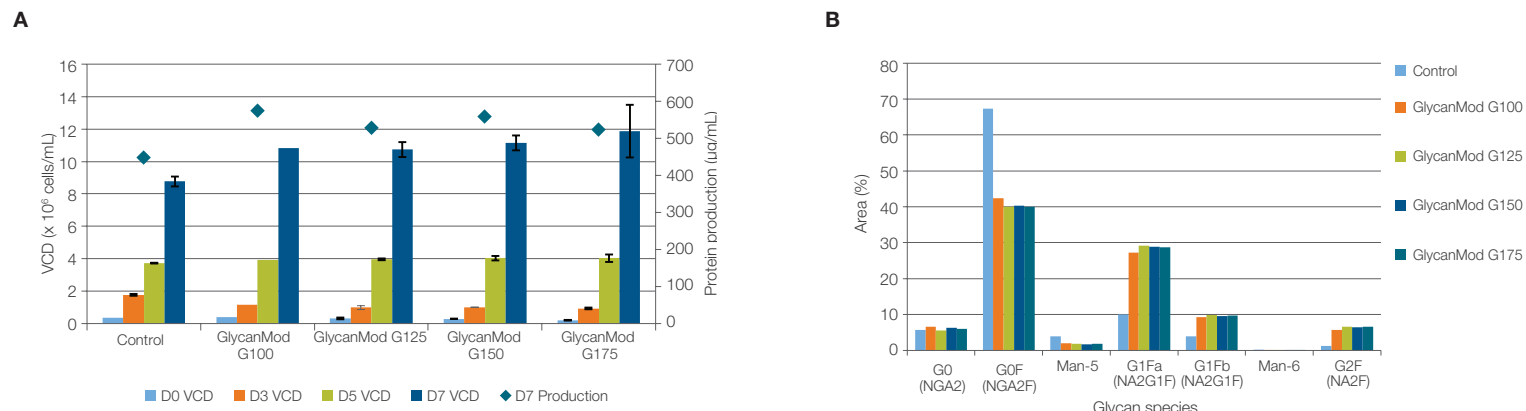 A
16
14
12
10
8
6
4
2
0
VCD (x 10⁶ cells/mL)
700
600
500
400
300
200
100
0
Protein production (µg/mL)
Control
GlycanMod
G100
GlycanMod G125
GlycanMod
G150
GlycanMod
G175
D0 VCD
D3 VCD
D5 VCD
D7 VCD
D7 Production
B
80
70
60
50
40
30
20
10
0
Area (%)
G0
(NGA2)
G0F
(NGA2F)
Man-5
G1Fa
(NA2G1F)
G1Fb
(NA2G1F)
Man-6
G2F
(NA2F)
Glycan species
Control
GlycanMod G100
GlycanMod G125
GlycanMod G150
GlycanMod G175